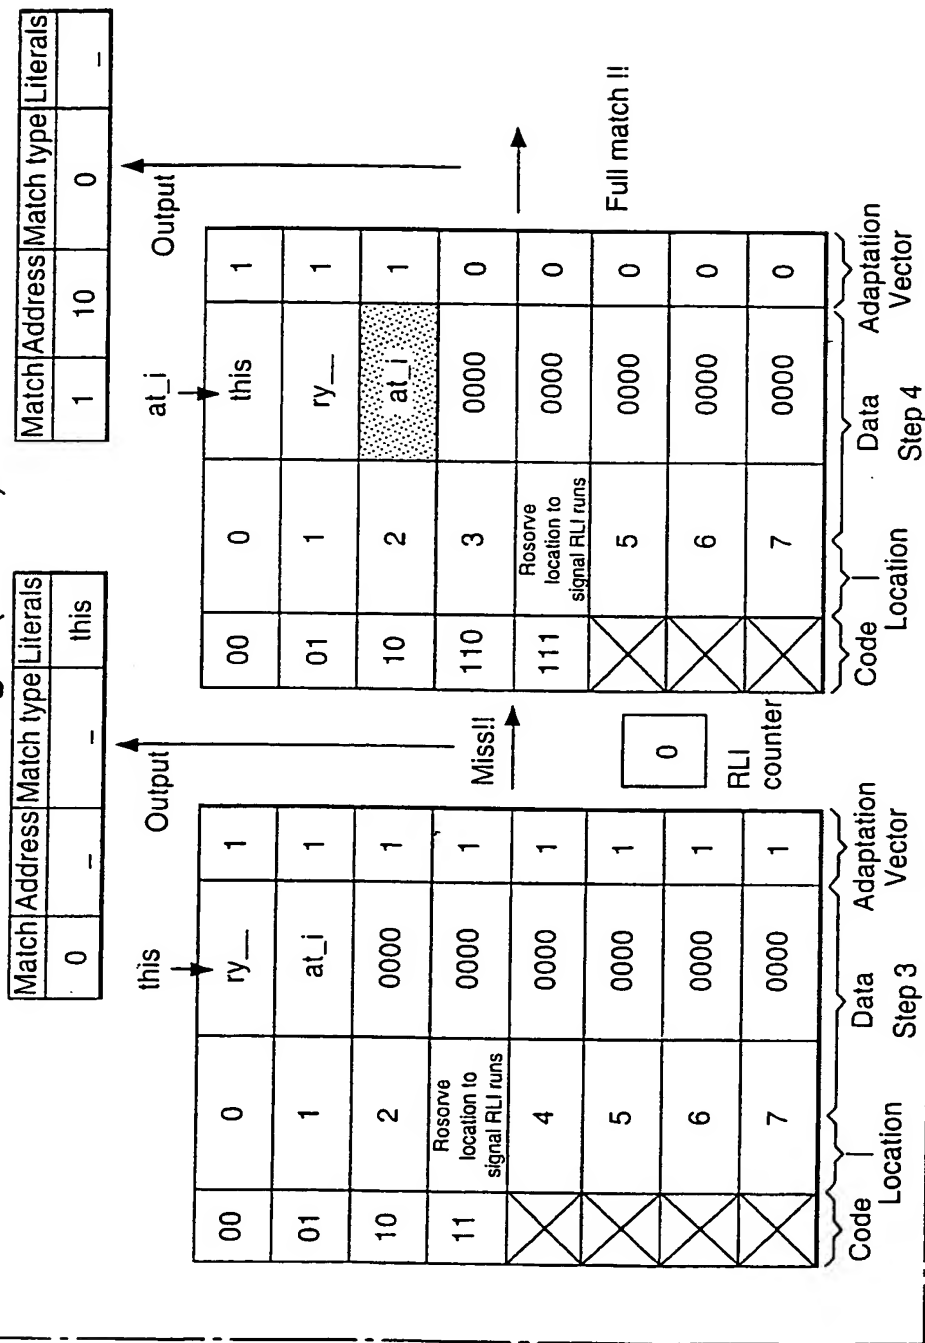 Match Address Match type Literals
0 – – this
this
Output
00 0 ry__ 1
01 1 at_i 1
10 2 0000 1
11 Rosorve location to signal RLI runs 0000 1
4 0000 1
5 0000 1
6 0000 1
7 0000 1
Code Location Data Adaptation Vector
Step 3
Miss!!
0
RLI counter
Match Address Match type Literals
1 10 0 –
at_i
Output
00 0 this 1
01 1 ry__ 1
10 2 at_i 1
110 3 0000 0
111 Rosorve location to signal RLI runs 0000 0
5 0000 0
6 0000 0
7 0000 0
Code Location Data Adaptation Vector
Step 4
Full match !!